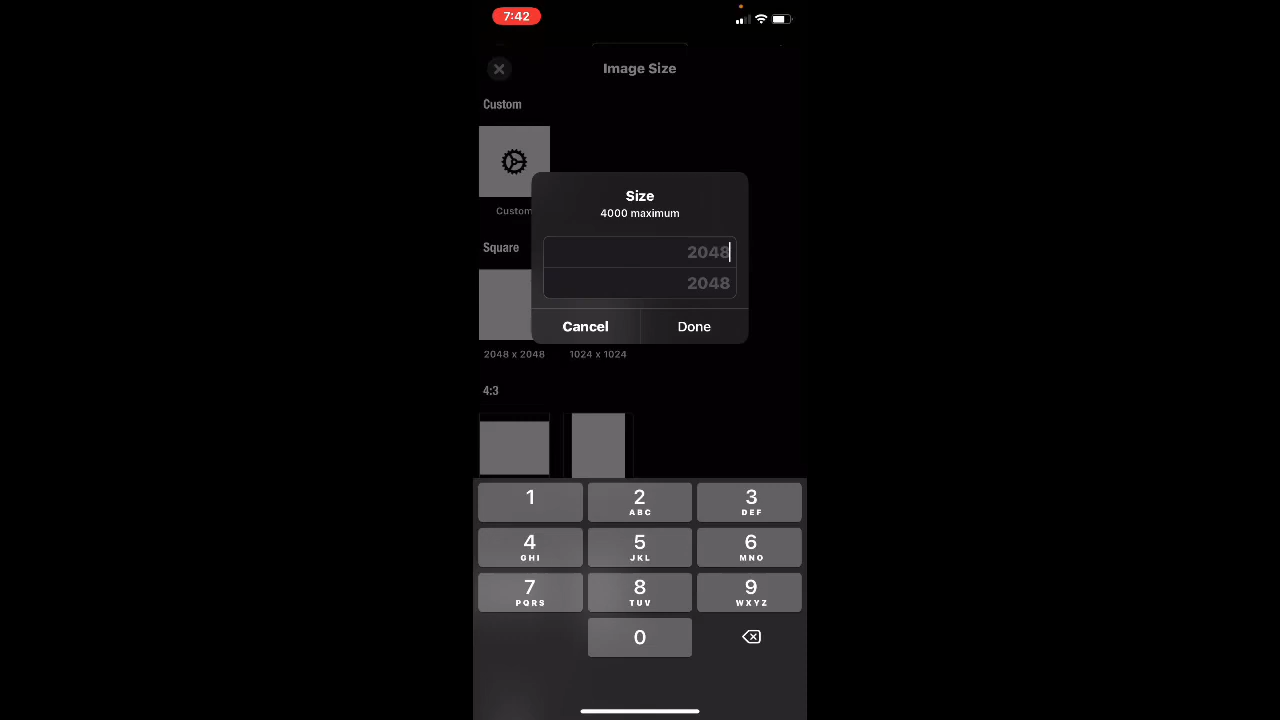 7:42
Image Size
Custom
Custom
Size
4000 maximum
2048
2048
Cancel
Done
Square
2048 x 2048
1024 x 1024
4:3
1
2
ABC
3
DEF
4
GHI
5
JKL
6
MNO
7
PQRS
8
TUV
9
WXYZ
0